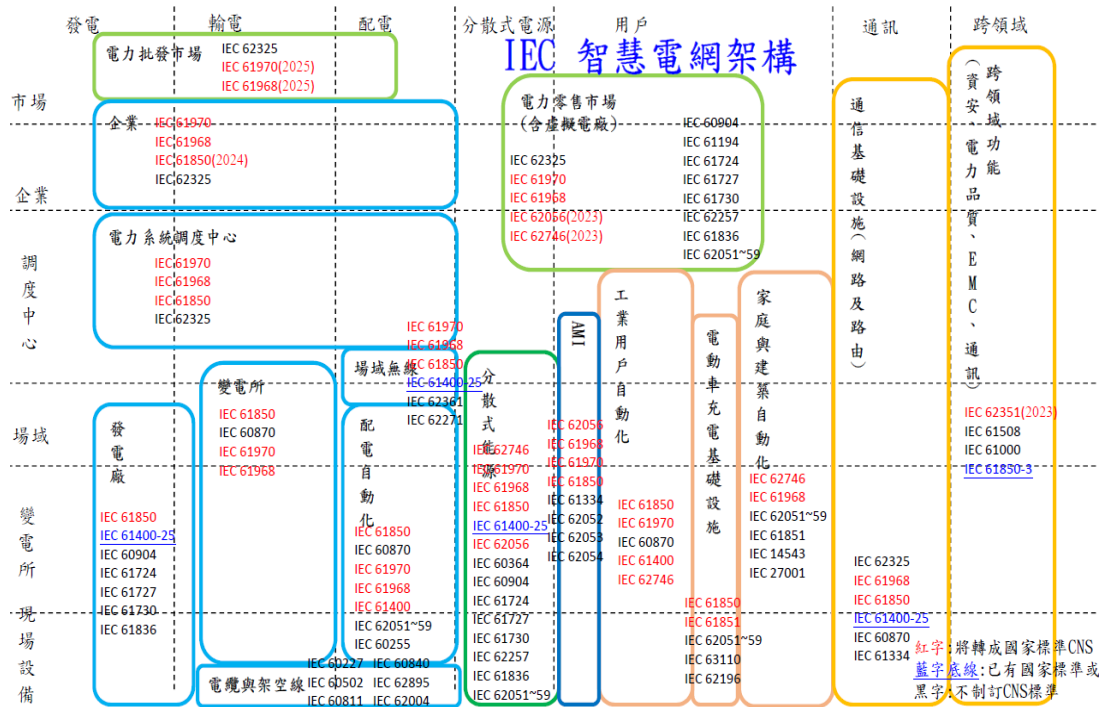 發電
輸電
配電
分散式電源
用戶
通訊
跨領域
IEC 智慧電網架構
市場
企業
調度中心
場域
變電所
現場設備
電力批發市場
IEC 62325
IEC 61970(2025)
IEC 61968(2025)
企業
IEC 61970
IEC 61968
IEC 61850(2024)
IEC 62325
電力系統調度中心
IEC 61970
IEC 61968
IEC 61850
IEC 62325
電力零售市場
(含虛擬電廠)
IEC 62325
IEC 61970
IEC 61968
IEC 62056(2023)
IEC 62746(2023)
IEC 60904
IEC 61194
IEC 61724
IEC 61727
IEC 61730
IEC 62257
IEC 61836
IEC 62051~59
發電廠
IEC 61850
IEC 61400-25
IEC 60904
IEC 61724
IEC 61727
IEC 61730
IEC 61836
變電所
IEC 61850
IEC 60870
IEC 61970
IEC 61968
場域無線
IEC 61970
IEC 61968
IEC 61850
IEC 61400-25
IEC 62361
IEC 62271
配電自動化
IEC 61850
IEC 60870
IEC 61970
IEC 61968
IEC 61400
IEC 62051~59
IEC 60255
電纜與架空線
IEC 60227 IEC 60840
IEC 60502 IEC 62895
IEC 60811 IEC 62004
分散式能源
IEC 62746
IEC 61970
IEC 61968
IEC 61850
IEC 61400-25
IEC 62056
IEC 60364
IEC 60904
IEC 61724
IEC 61727
IEC 61730
IEC 62257
IEC 61836
IEC 62051~59
AMI
IEC 62056
IEC 61968
IEC 61970
IEC 61850
IEC 61334
IEC 62052
IEC 62053
IEC 62054
工業用戶自動化
IEC 61850
IEC 61970
IEC 60870
IEC 61400
IEC 62746
電動車充電基礎設施
IEC 61850
IEC 61851
IEC 62051~59
IEC 63110
IEC 62196
家庭與建築自動化
IEC 62746
IEC 61968
IEC 62051~59
IEC 61851
IEC 14543
IEC 27001
通信基礎設施(網路及路由)
IEC 62325
IEC 61968
IEC 61850
IEC 61400-25
IEC 60870
IEC 61334
跨領域功能
(資安、電力品質、EMC、通訊)
IEC 62351(2023)
IEC 61508
IEC 61000
IEC 61850-3
紅字:將轉成國家標準CNS
藍字底線:已有國家標準或
黑字:不制訂CNS標準